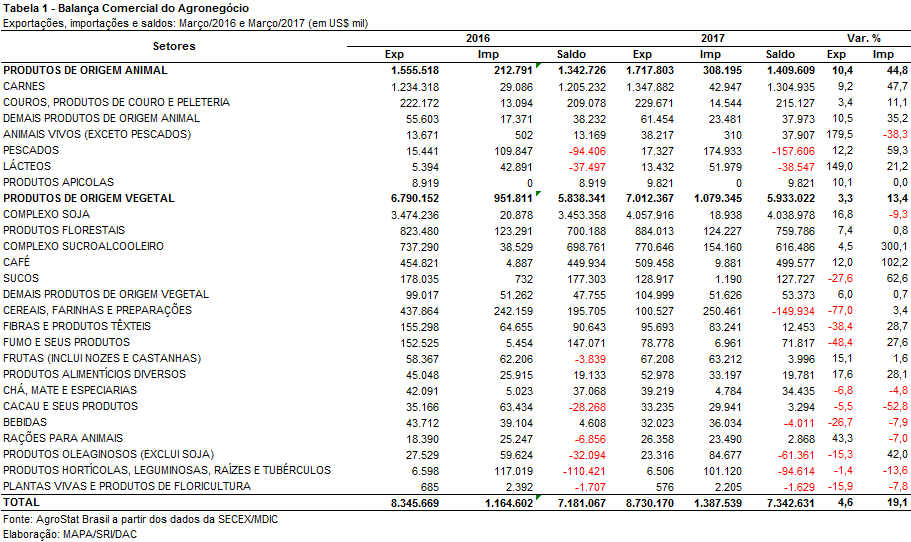 Tabela 1 - Balança Comercial do Agronegócio
Exportações, importações e saldos: Março/2016 e Março/2017 (em US$ mil)
Setores 2016 2017 Var. %
Exp Imp Saldo Exp Imp Saldo Exp Imp
PRODUTOS DE ORIGEM ANIMAL 1.555.518 212.791 1.342.726 1.717.803 308.195 1.409.609 10,4 44,8
CARNES 1.234.318 29.086 1.205.232 1.347.882 42.947 1.304.935 9,2 47,7
COUROS, PRODUTOS DE COURO E PELETERIA 222.172 13.094 209.078 229.671 14.544 215.127 3,4 11,1
DEMAIS PRODUTOS DE ORIGEM ANIMAL 55.603 17.371 38.232 61.454 23.481 37.973 10,5 35,2
ANIMAIS VIVOS (EXCETO PESCADOS) 13.671 502 13.169 38.217 310 37.907 179,5 -38,3
PESCADOS 15.441 109.847 -94.406 17.327 174.933 -157.606 12,2 59,3
LÁCTEOS 5.394 42.891 -37.497 13.432 51.979 -38.547 149,0 21,2
PRODUTOS APICOLAS 8.919 0 8.919 9.821 0 9.821 10,1 0,0
PRODUTOS DE ORIGEM VEGETAL 6.790.152 951.811 5.838.341 7.012.367 1.079.345 5.933.022 3,3 13,4
COMPLEXO SOJA 3.474.236 20.878 3.453.358 4.057.916 18.938 4.038.978 16,8 -9,3
PRODUTOS FLORESTAIS 823.480 123.291 700.188 884.013 124.227 759.786 7,4 0,8
COMPLEXO SUCROALCOOLEIRO 737.290 38.529 698.761 770.646 154.160 616.486 4,5 300,1
CAFÉ 454.821 4.887 449.934 509.458 9.881 499.577 12,0 102,2
SUCOS 178.035 732 177.303 128.917 1.190 127.727 -27,6 62,6
DEMAIS PRODUTOS DE ORIGEM VEGETAL 99.017 51.262 47.755 104.999 51.626 53.373 6,0 0,7
CEREAIS, FARINHAS E PREPARAÇÕES 437.864 242.159 195.705 100.527 250.461 -149.934 -77,0 3,4
FIBRAS E PRODUTOS TÊXTEIS 155.298 64.655 90.643 95.693 83.241 12.453 -38,4 28,7
FUMO E SEUS PRODUTOS 152.525 5.454 147.071 78.778 6.961 71.817 -48,4 27,6
FRUTAS (INCLUI NOZES E CASTANHAS) 58.367 62.206 -3.839 67.208 63.212 3.996 15,1 1,6
PRODUTOS ALIMENTÍCIOS DIVERSOS 45.048 25.915 19.133 52.978 33.197 19.781 17,6 28,1
CHÁ, MATE E ESPECIARIAS 42.091 5.023 37.068 39.219 4.784 34.435 -6,8 -4,8
CACAU E SEUS PRODUTOS 35.166 63.434 -28.268 33.235 29.941 3.294 -5,5 -52,8
BEBIDAS 43.712 39.104 4.608 32.023 36.034 -4.011 -26,7 -7,9
RAÇÕES PARA ANIMAIS 18.390 25.247 -6.856 26.358 23.490 2.868 43,3 -7,0
PRODUTOS OLEAGINOSOS (EXCLUI SOJA) 27.529 59.624 -32.094 23.316 84.677 -61.361 -15,3 42,0
PRODUTOS HORTÍCOLAS, LEGUMINOSAS, RAÍZES E TUBÉRCULOS 6.598 117.019 -110.421 6.506 101.120 -94.614 -1,4 -13,6
PLANTAS VIVAS E PRODUTOS DE FLORICULTURA 685 2.392 -1.707 576 2.205 -1.629 -15,9 -7,8
TOTAL 8.345.669 1.164.602 7.181.067 8.730.170 1.387.539 7.342.631 4,6 19,1
Fonte: AgroStat Brasil a partir dos dados da SECEX/MDIC
Elaboração: MAPA/SRI/DAC